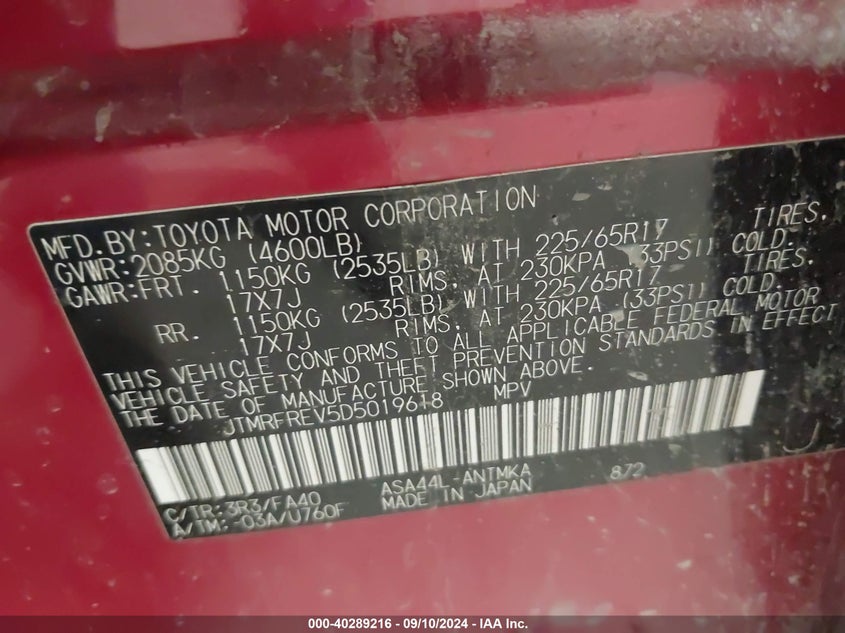 MFD.BY:TOYOTA MOTOR CORPORATION
GVWR:2085KG (4600LB)
GAWR:FRT. 1150KG (2535LB) WITH 225/65R17 TIRES,
17X7J RIMS, AT 230KPA (33PSI) COLD.
RR. 1150KG (2535LB) WITH 225/65R17 TIRES,
17X7J RIMS, AT 230KPA (33PSI) COLD.
THIS VEHICLE CONFORMS TO ALL APPLICABLE FEDERAL MOTOR
VEHICLE SAFETY AND THEFT PREVENTION STANDARDS IN EFFECT
THE DATE OF MANUFACTURE SHOWN ABOVE.
JTMRFREV5D5019618 MPV
C/TR:3R3/FA40 ASA44L-ANTMKA 872
A/TM:-03A/U760F MADE IN JAPAN
000-40289216 - 09/10/2024 - IAA Inc.